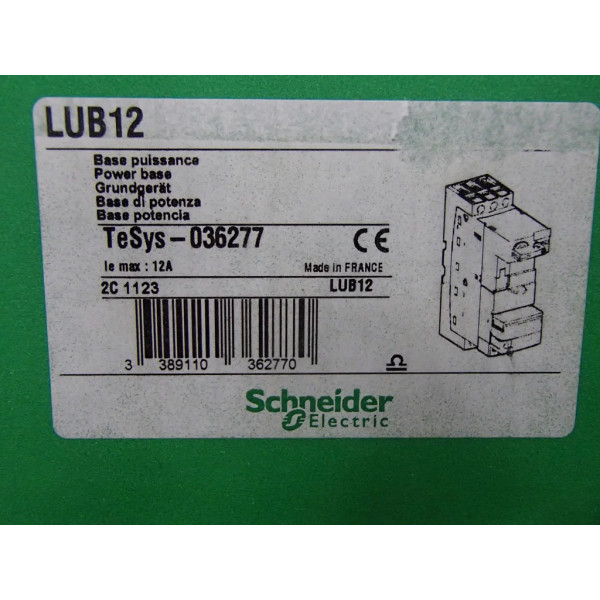 LUB12
Base puissance
Power base
Grundgerät
Base di potenza
Base potencia
TeSys-036277
CE
Ie max : 12A
Made in FRANCE
2C 1123
LUB12
3 389110 362770
Schneider
Electric